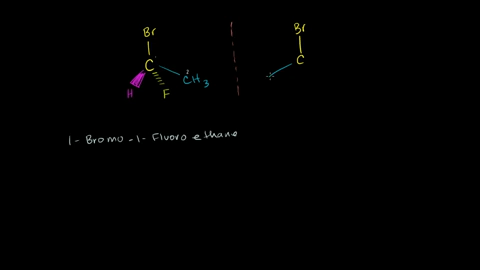 Br Br
C C
H F CH3
1 - Bromo - 1 - Fluoro ethane